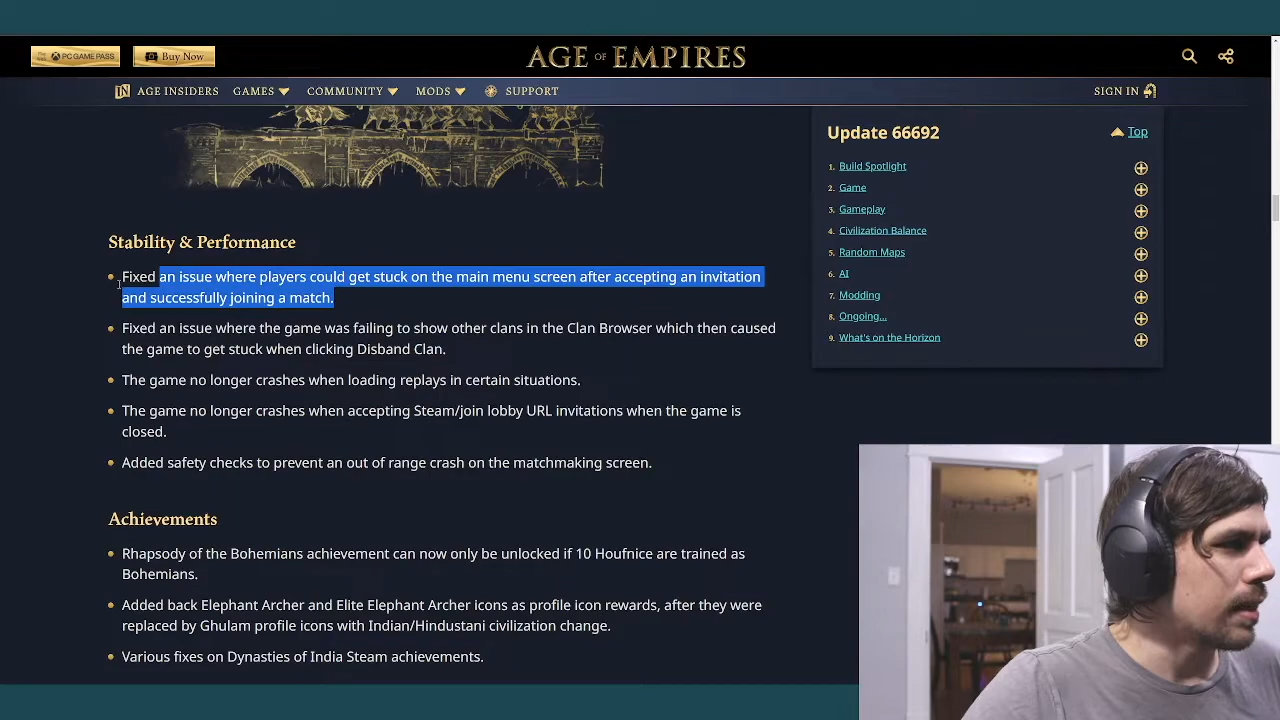 PC GAME PASS
Buy Now
AGE OF EMPIRES
IN AGE INSIDERS GAMES COMMUNITY MODS SUPPORT
SIGN IN
Stability & Performance
Fixed an issue where players could get stuck on the main menu screen after accepting an invitation
and successfully joining a match.
Fixed an issue where the game was failing to show other clans in the Clan Browser which then caused
the game to get stuck when clicking Disband Clan.
The game no longer crashes when loading replays in certain situations.
The game no longer crashes when accepting Steam/join lobby URL invitations when the game is
closed.
Added safety checks to prevent an out of range crash on the matchmaking screen.
Achievements
Rhapsody of the Bohemians achievement can now only be unlocked if 10 Houfnice are trained as
Bohemians.
Added back Elephant Archer and Elite Elephant Archer icons as profile icon rewards, after they were
replaced by Ghulam profile icons with Indian/Hindustani civilization change.
Various fixes on Dynasties of India Steam achievements.
Update 66692
Top
1. Build Spotlight
2. Game
3. Gameplay
4. Civilization Balance
5. Random Maps
6. AI
7. Modding
8. Ongoing...
9. What's on the Horizon